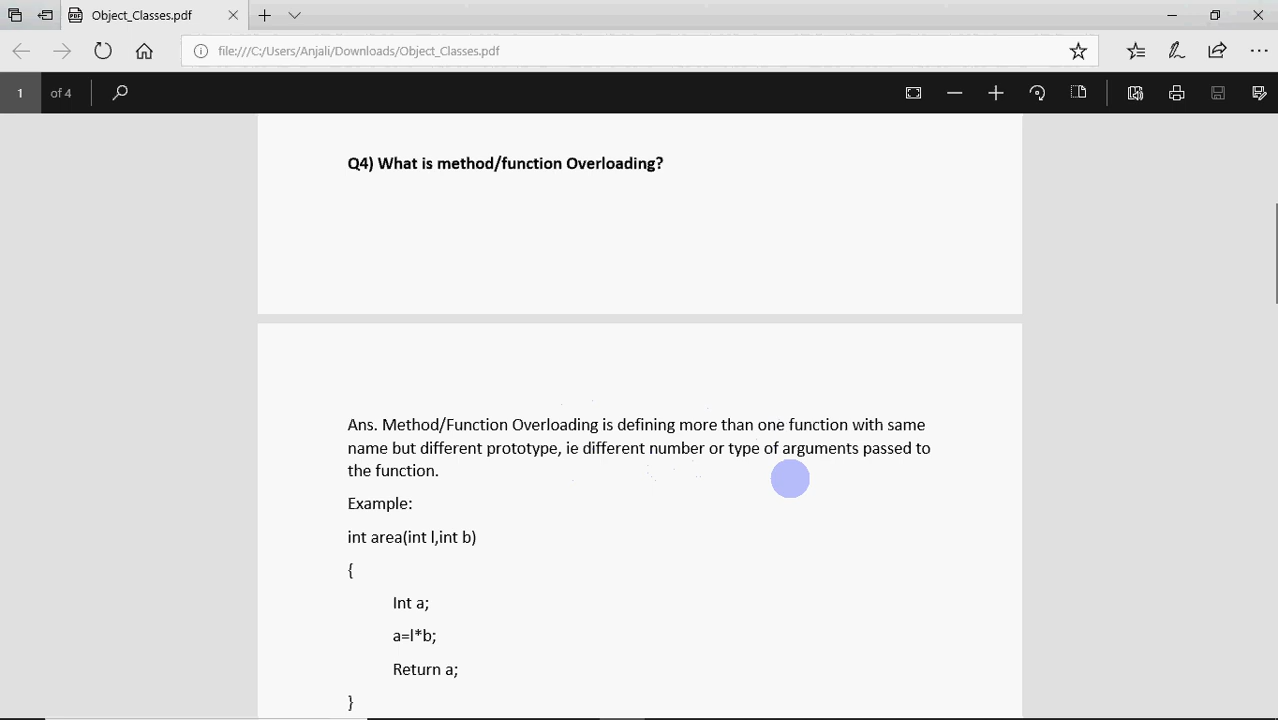 Object_Classes.pdf
file:///C:/Users/Anjali/Downloads/Object_Classes.pdf
1 of 4
Q4) What is method/function Overloading?
Ans. Method/Function Overloading is defining more than one function with same
name but different prototype, ie different number or type of arguments passed to
the function.
Example:
int area(int l,int b)
{
Int a;
a=l*b;
Return a;
}